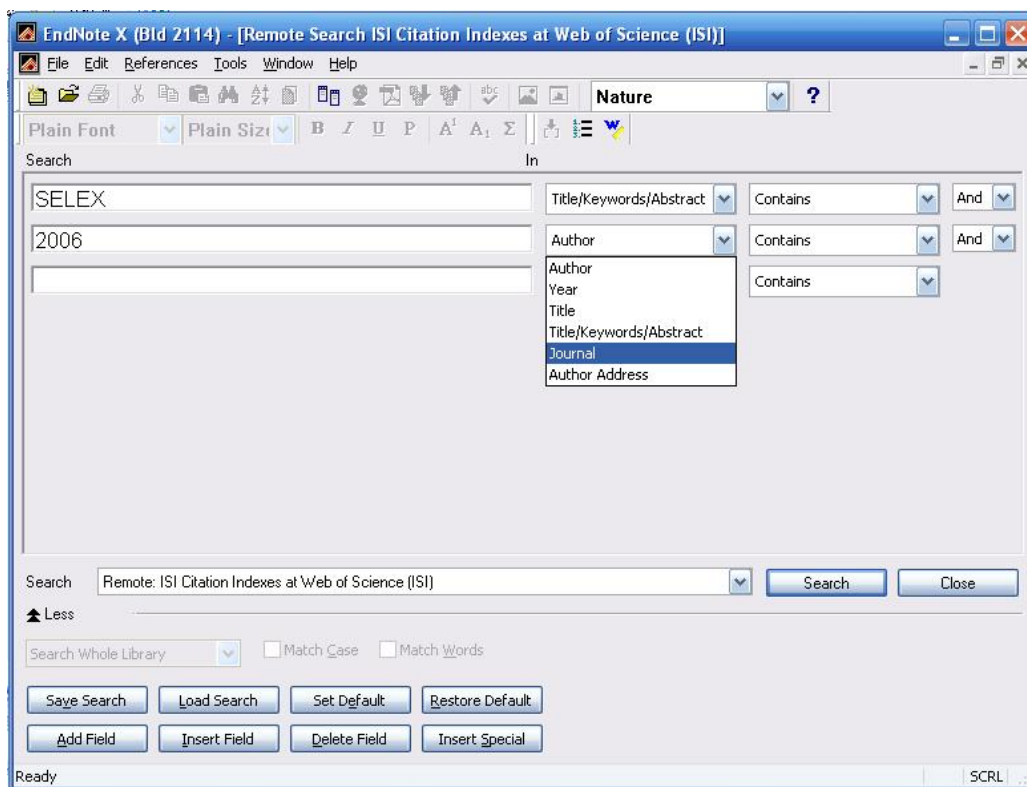 EndNote X (Bld 2114) - [Remote Search ISI Citation Indexes at Web of Science (ISI)]
File Edit References Tools Window Help
Nature ?
Plain Font Plain Siz B I U P A¹ A₁ Σ
Search In
SELEX Title/Keywords/Abstract Contains And
2006 Author Contains And
Author
Contains
Year
Title
Title/Keywords/Abstract
Journal
Author Address
Search Remote: ISI Citation Indexes at Web of Science (ISI) Search Close
Less
Search Whole Library Match Case Match Words
Save Search Load Search Set Default Restore Default
Add Field Insert Field Delete Field Insert Special
Ready SCRL